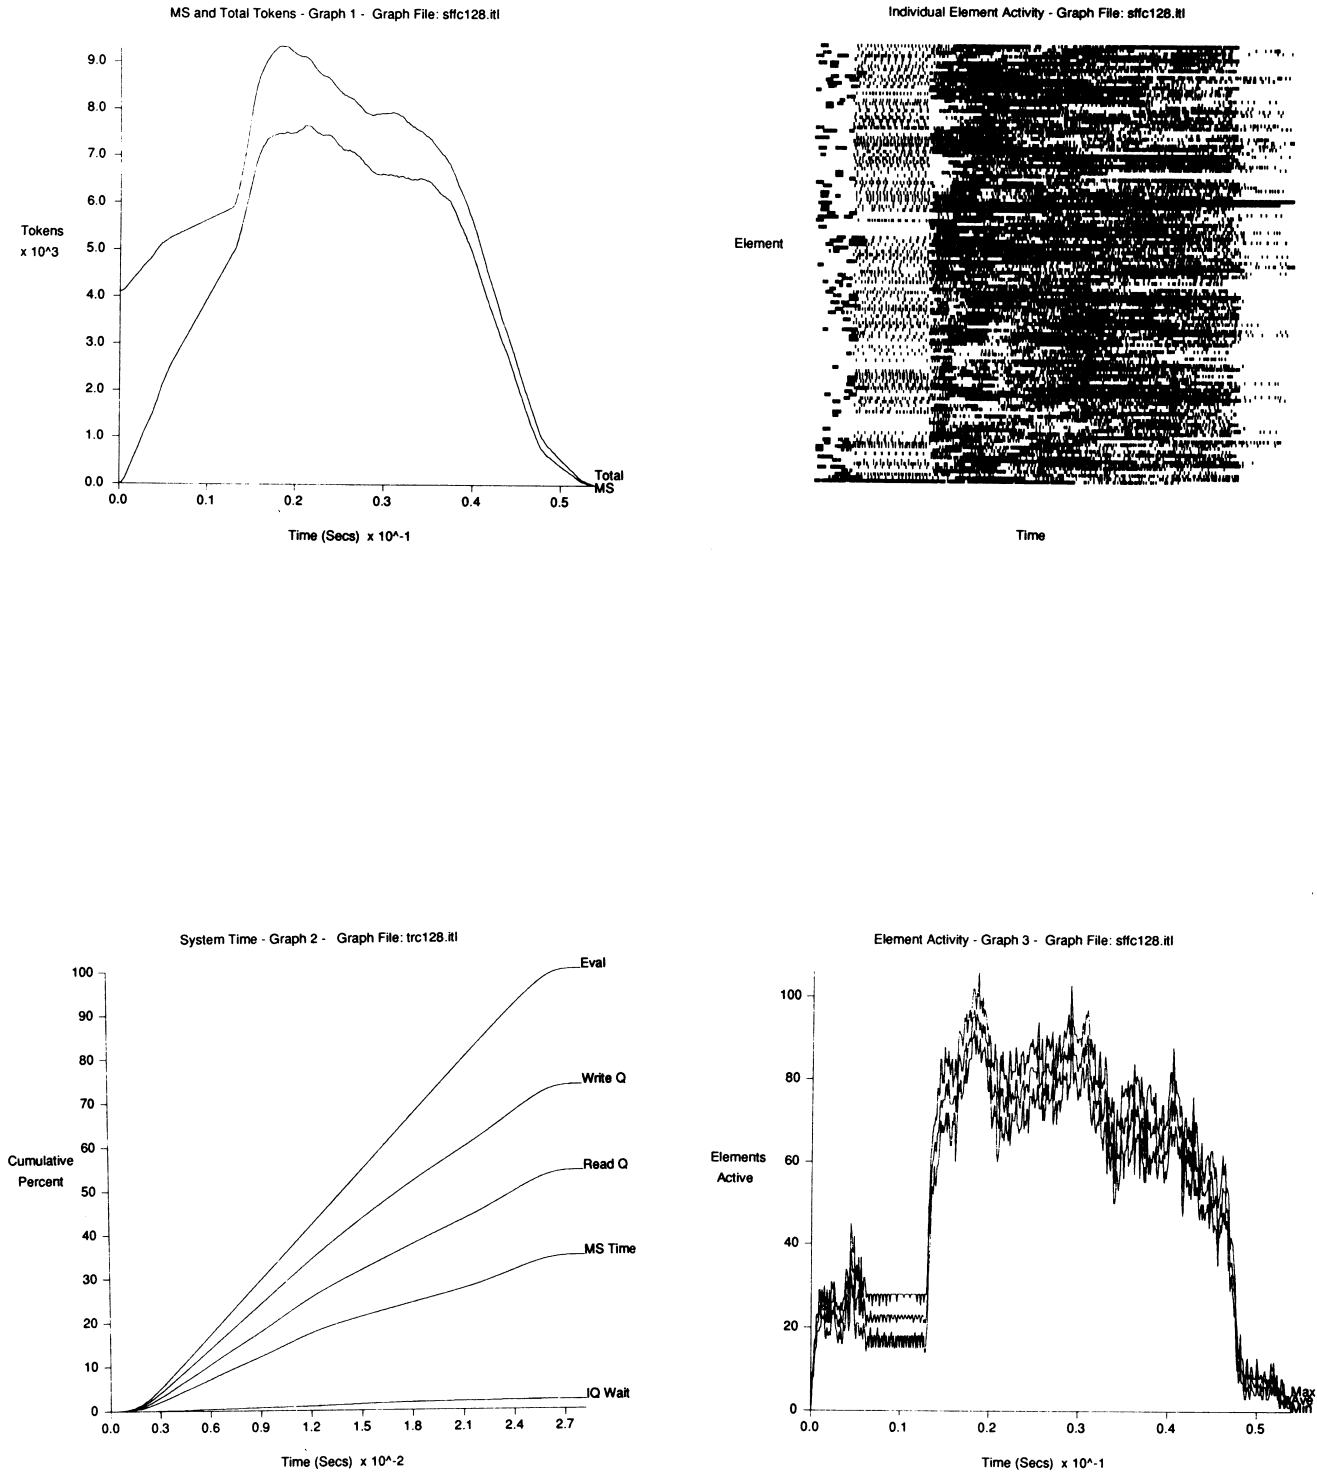 MS and Total Tokens - Graph 1 - Graph File: sffc128.itl
9.0
8.0
7.0
6.0
Tokens
x 10^3
5.0
4.0
3.0
2.0
1.0
0.0
Total
MS
0.0 0.1 0.2 0.3 0.4 0.5
Time (Secs) x 10^-1
Individual Element Activity - Graph File: sffc128.itl
Element
Time
System Time - Graph 2 - Graph File: trc128.itl
100
90
80
70
60
Cumulative
Percent
50
40
30
20
10
0
Eval
Write Q
Read Q
MS Time
IQ Wait
0.0 0.3 0.6 0.9 1.2 1.5 1.8 2.1 2.4 2.7
Time (Secs) x 10^-2
Element Activity - Graph 3 - Graph File: sffc128.itl
100
80
60
Elements
Active
40
20
0
Max
Min
0.0 0.1 0.2 0.3 0.4 0.5
Time (Secs) x 10^-1